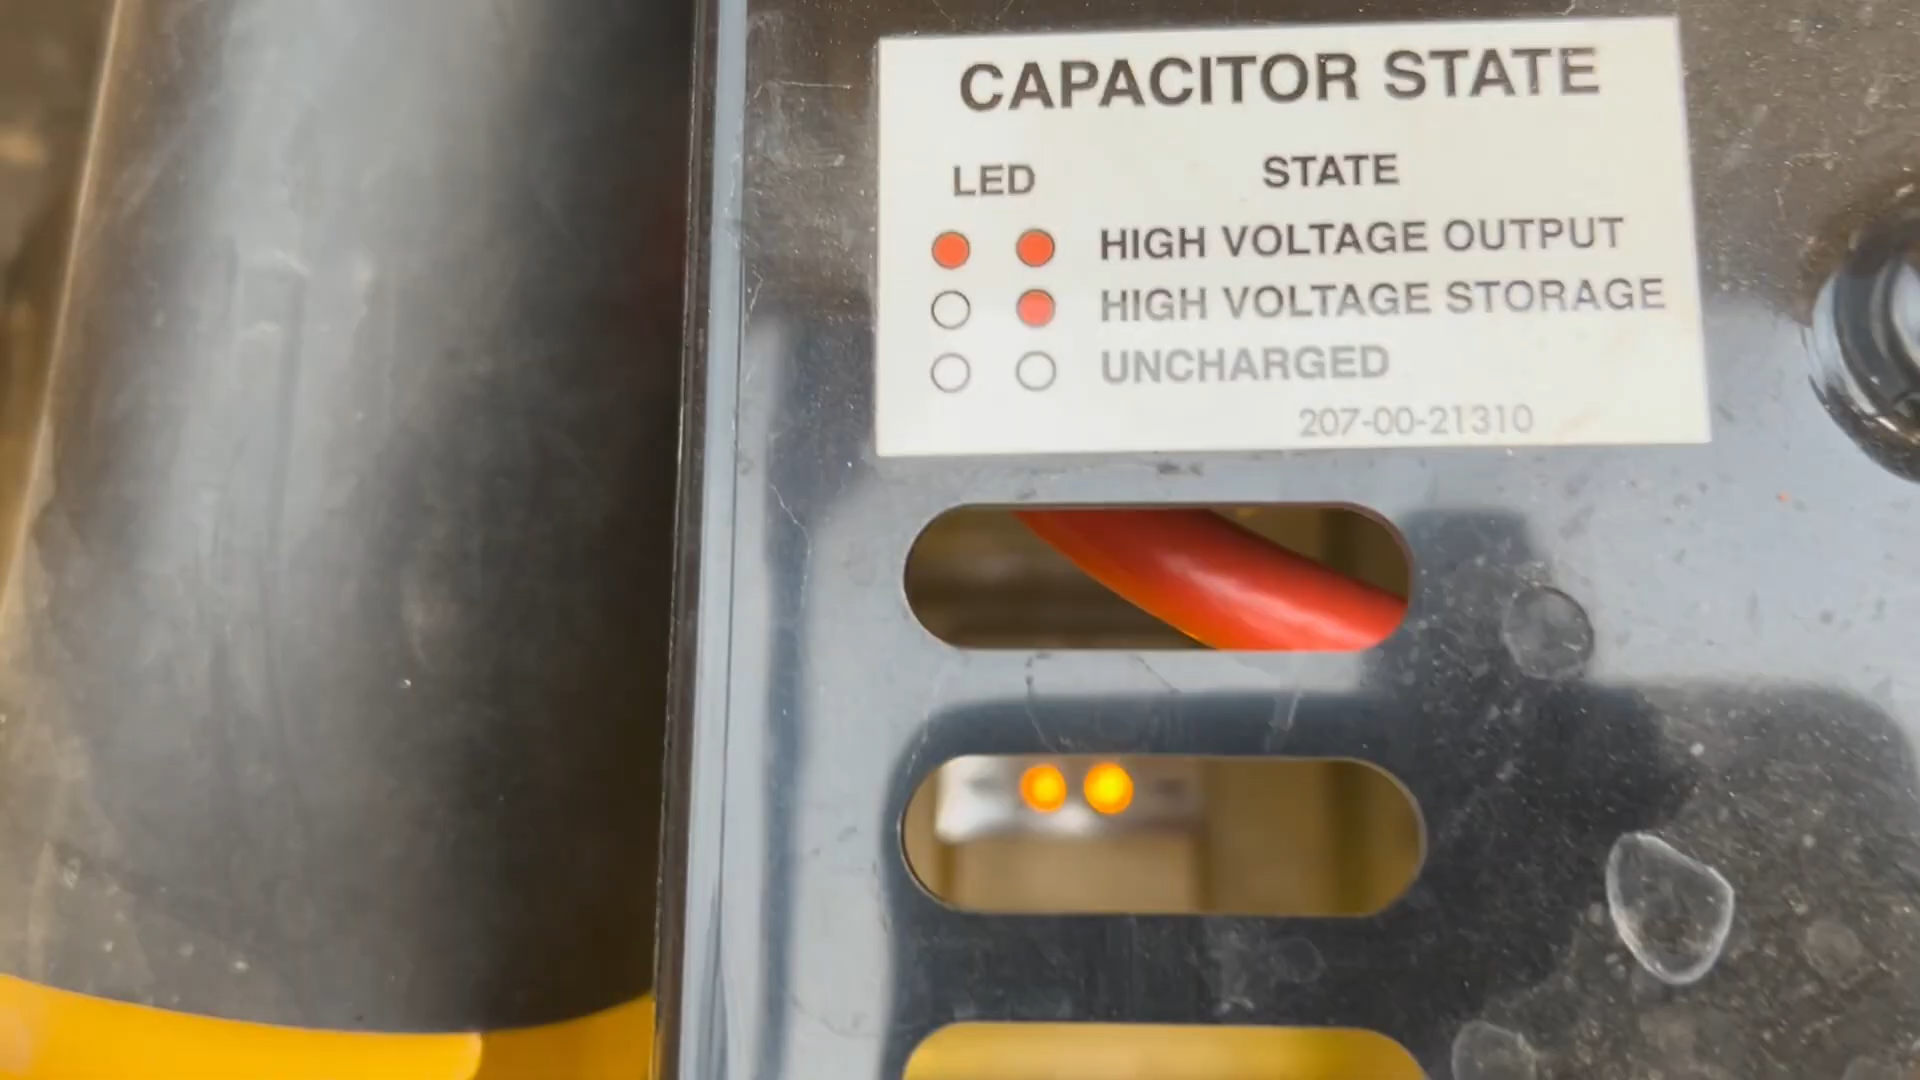 CAPACITOR STATE
LED STATE
HIGH VOLTAGE OUTPUT
HIGH VOLTAGE STORAGE
UNCHARGED
207-00-21310